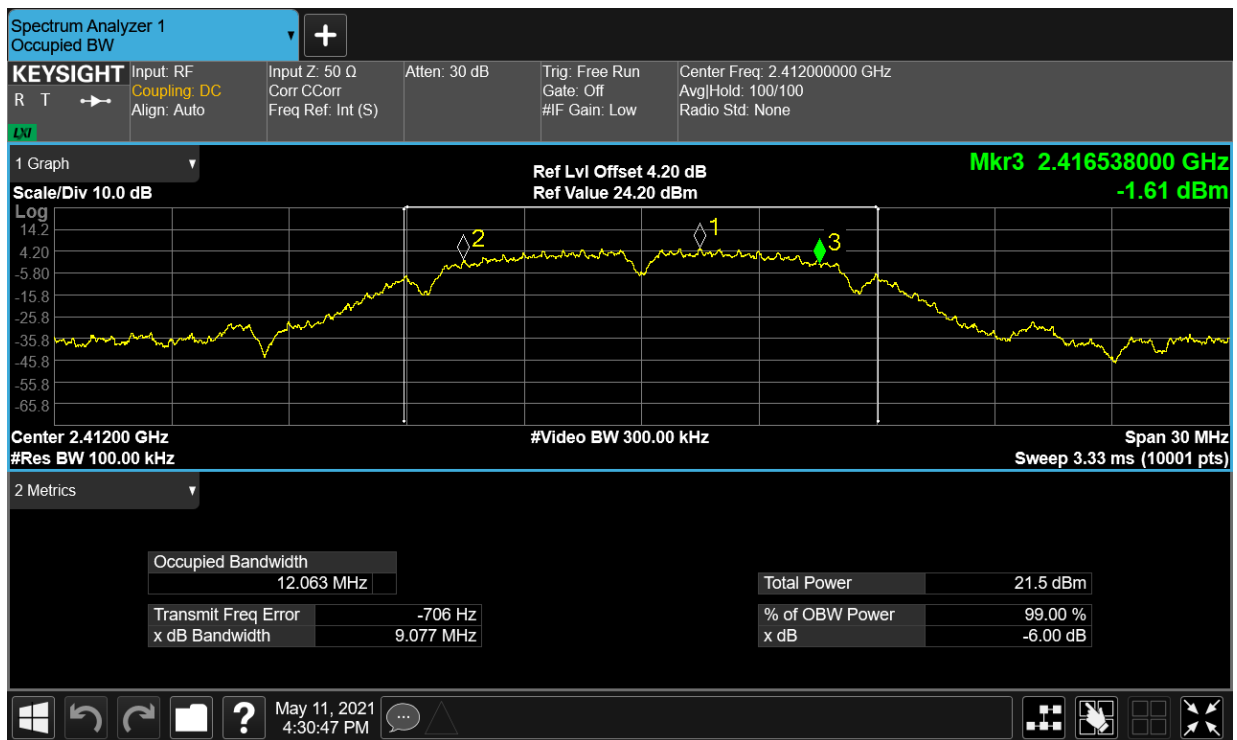 Spectrum Analyzer 1
Occupied BW
▼
+
KEYSIGHT
R T
LXI
Input: RF
Coupling: DC
Align: Auto
Input Z: 50 Ω
Corr CCorr
Freq Ref: Int (S)
Atten: 30 dB
Trig: Free Run
Gate: Off
#IF Gain: Low
Center Freq: 2.412000000 GHz
Avg|Hold: 100/100
Radio Std: None
1 Graph ▼
Scale/Div 10.0 dB
Ref Lvl Offset 4.20 dB
Ref Value 24.20 dBm
Mkr3 2.416538000 GHz
-1.61 dBm
Log
14.2
4.20
-5.80
-15.8
-25.8
-35.8
-45.8
-55.8
-65.8
2
1
3
Center 2.41200 GHz
#Res BW 100.00 kHz
#Video BW 300.00 kHz
Span 30 MHz
Sweep 3.33 ms (10001 pts)
2 Metrics ▼
Occupied Bandwidth
12.063 MHz
Transmit Freq Error -706 Hz
x dB Bandwidth 9.077 MHz
Total Power 21.5 dBm
% of OBW Power 99.00 %
x dB -6.00 dB
?
May 11, 2021
4:30:47 PM